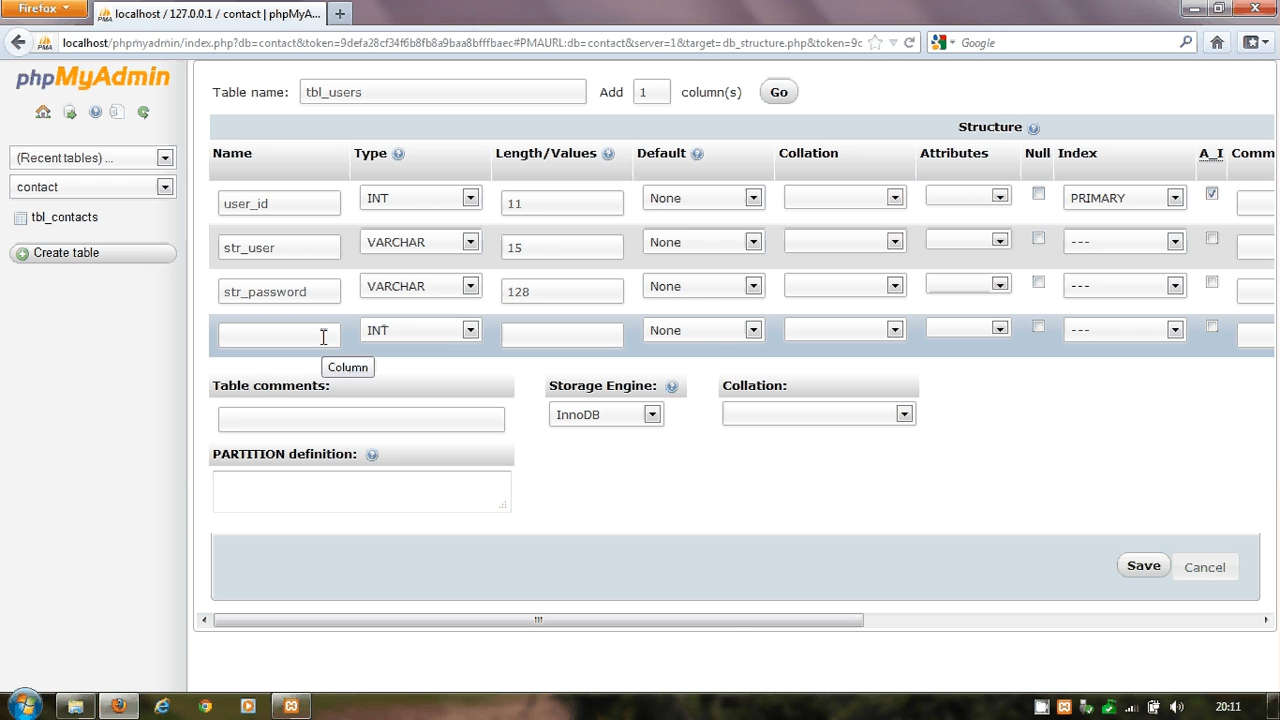 Firefox
localhost / 127.0.0.1 / contact | phpMyA...
localhost/phpmyadmin/index.php?db=contact&token=9defa28cf34f6b8fb8a9baa8bfffbaec#PMAURL:db=contact&server=1&target=db_structure.php&token=9c
Google
phpMyAdmin
(Recent tables) ...
contact
tbl_contacts
Create table
Table name: tbl_users Add 1 column(s) Go
Structure
Name Type Length/Values Default Collation Attributes Null Index A_I Comm
user_id INT 11 None PRIMARY
str_user VARCHAR 15 None ---
str_password VARCHAR 128 None ---
INT None ---
Column
Table comments: Storage Engine: Collation:
InnoDB
PARTITION definition:
Save Cancel
20:11